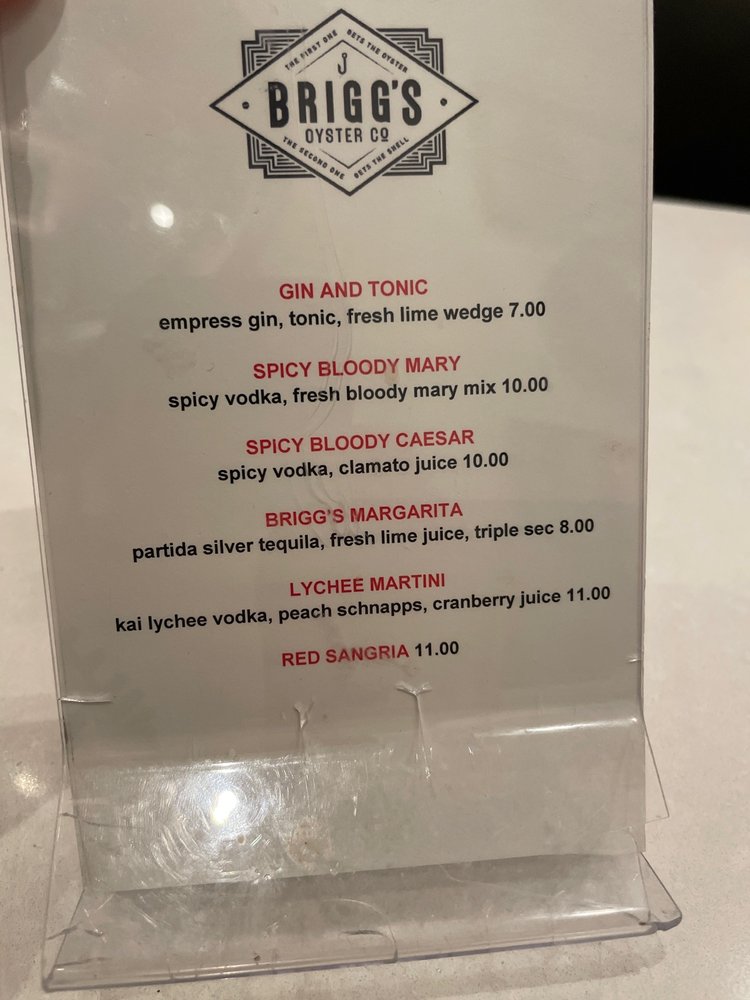 THE FIRST ONE GETS THE OYSTER
BRIGG'S
OYSTER CO
THE SECOND ONE GETS THE SHELL
GIN AND TONIC
empress gin, tonic, fresh lime wedge 7.00
SPICY BLOODY MARY
spicy vodka, fresh bloody mary mix 10.00
SPICY BLOODY CAESAR
spicy vodka, clamato juice 10.00
BRIGG'S MARGARITA
partida silver tequila, fresh lime juice, triple sec 8.00
LYCHEE MARTINI
kai lychee vodka, peach schnapps, cranberry juice 11.00
RED SANGRIA 11.00